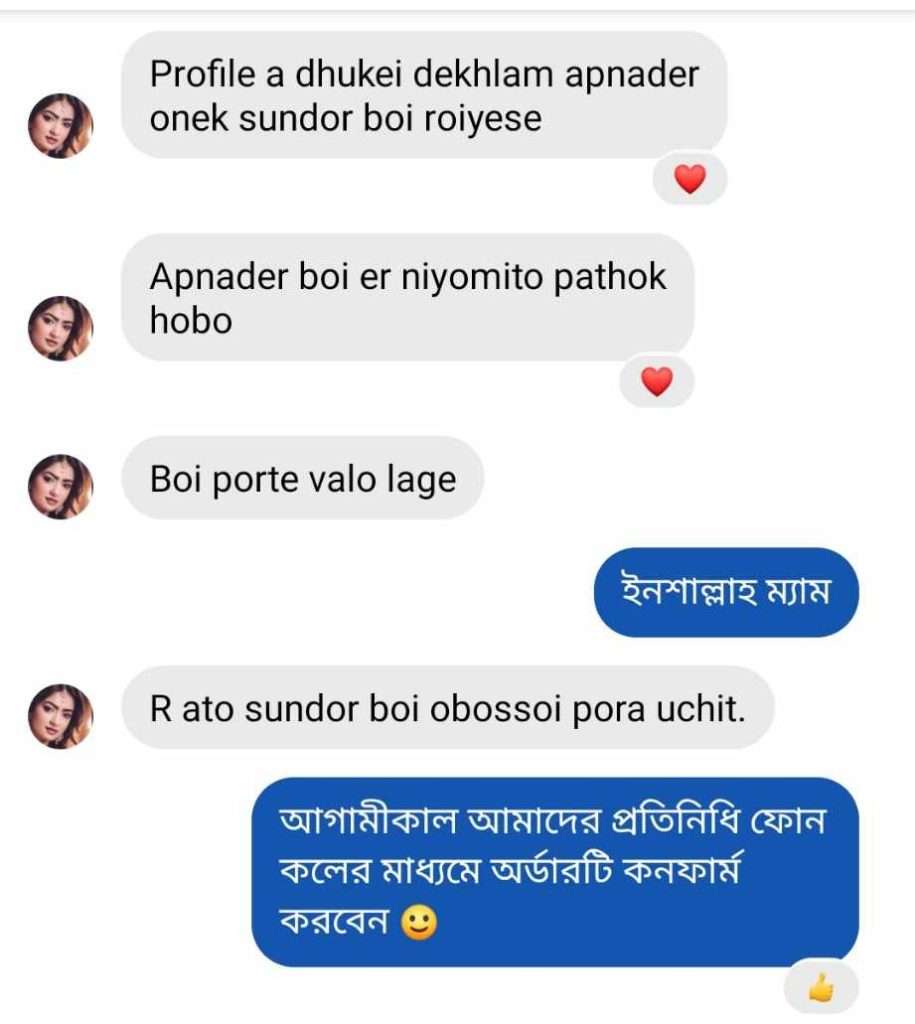 Profile a dhukei dekhlam apnader
onek sundor boi roiyese
Apnader boi er niyomito pathok
hobo
Boi porte valo lage
ইনশাল্লাহ ম্যাম
R ato sundor boi obossoi pora uchit.
আগামীকাল আমাদের প্রতিনিধি ফোন
কলের মাধ্যমে অর্ডারটি কনফার্ম
করবেন 🙂